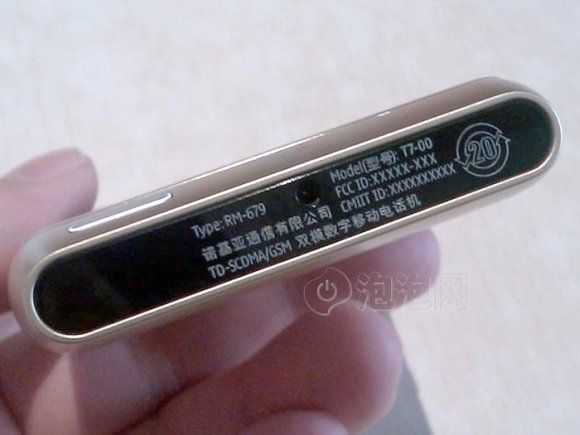 Type: RM-679
诺基亚通信有限公司
TD-SCDMA/GSM 双模数字移动电话机
Model(型号): T7-00
FCC ID:XXXXX-XXX
CMIIT ID:XXXXXXXXXX
20
泡泡网